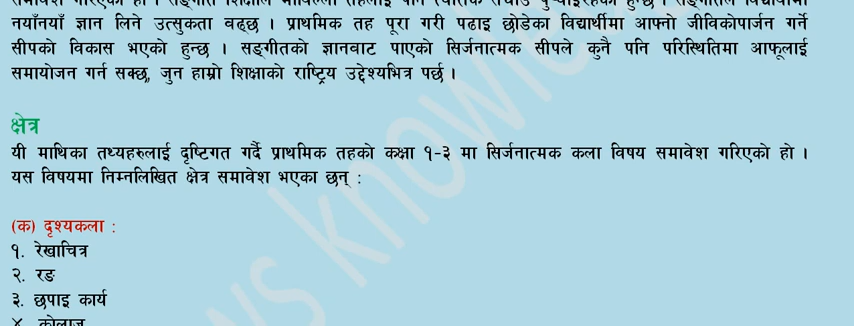 नयाँनयाँ ज्ञान लिने उत्सुकता बढ्छ । प्राथमिक तह पूरा गरी पढाइ छोडेका विद्यार्थीमा आफ्नो जीविकोपार्जन गर्ने
सीपको विकास भएको हुन्छ । सङ्गीतको ज्ञानबाट पाएको सिर्जनात्मक सीपले कुनै पनि परिस्थितिमा आफूलाई
समायोजन गर्न सक्छ, जुन हाम्रो शिक्षाको राष्ट्रिय उद्देश्यभित्र पर्छ ।
क्षेत्र
यी माथिका तथ्यहरुलाई दृष्टिगत गर्दै प्राथमिक तहको कक्षा १-३ मा सिर्जनात्मक कला विषय समावेश गरिएको हो ।
यस विषयमा निम्नलिखित क्षेत्र समावेश भएका छन् :
(क) दृश्यकला :
१. रेखाचित्र
२. रङ
३. छपाइ कार्य
४. कोलाज
ws knowle